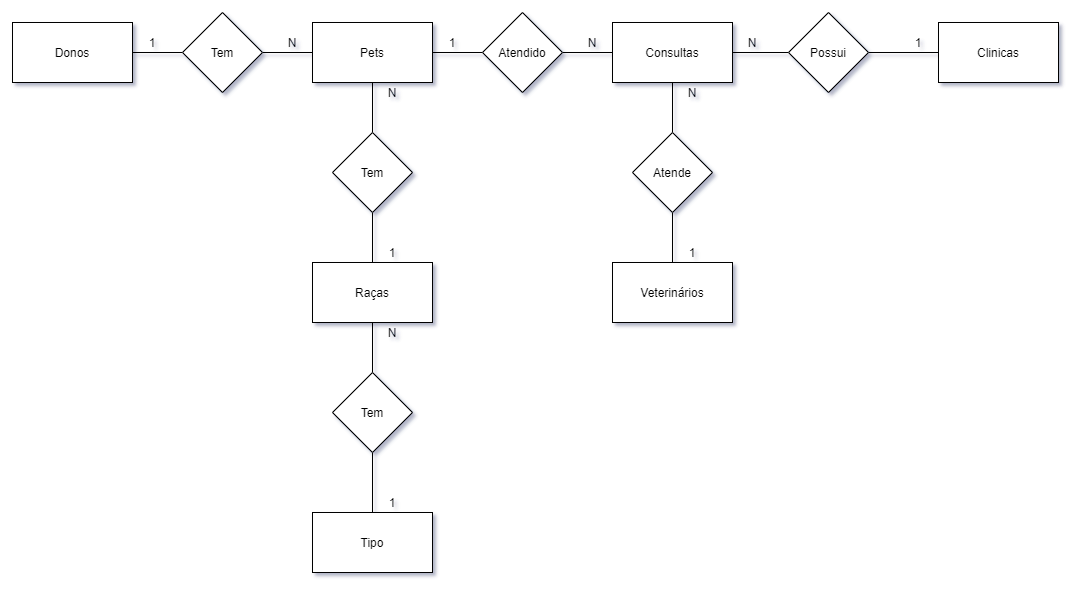 Donos
1
Tem
N
Pets
1
Atendido
N
Consultas
N
Possui
1
Clinicas
N
N
Tem
Atende
1
1
Raças
Veterinários
N
Tem
1
Tipo